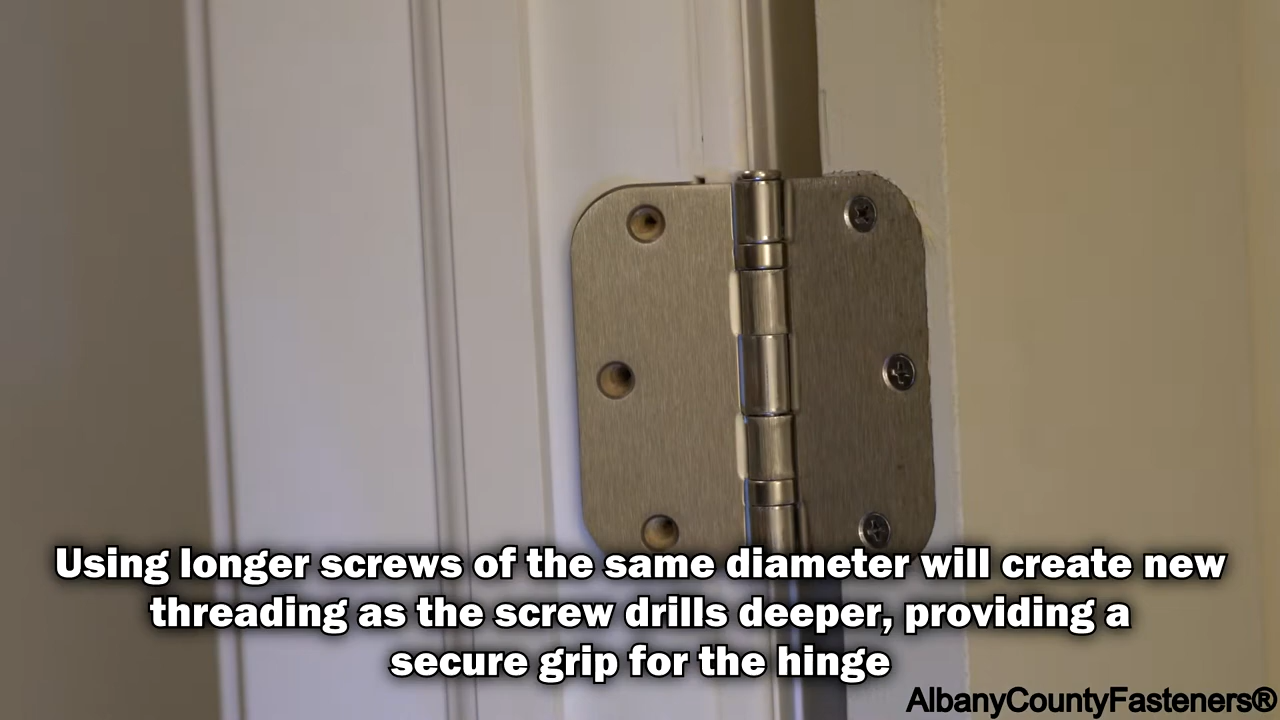 Using longer screws of the same diameter will create new
threading as the screw drills deeper, providing a
secure grip for the hinge
AlbanyCountyFasteners®